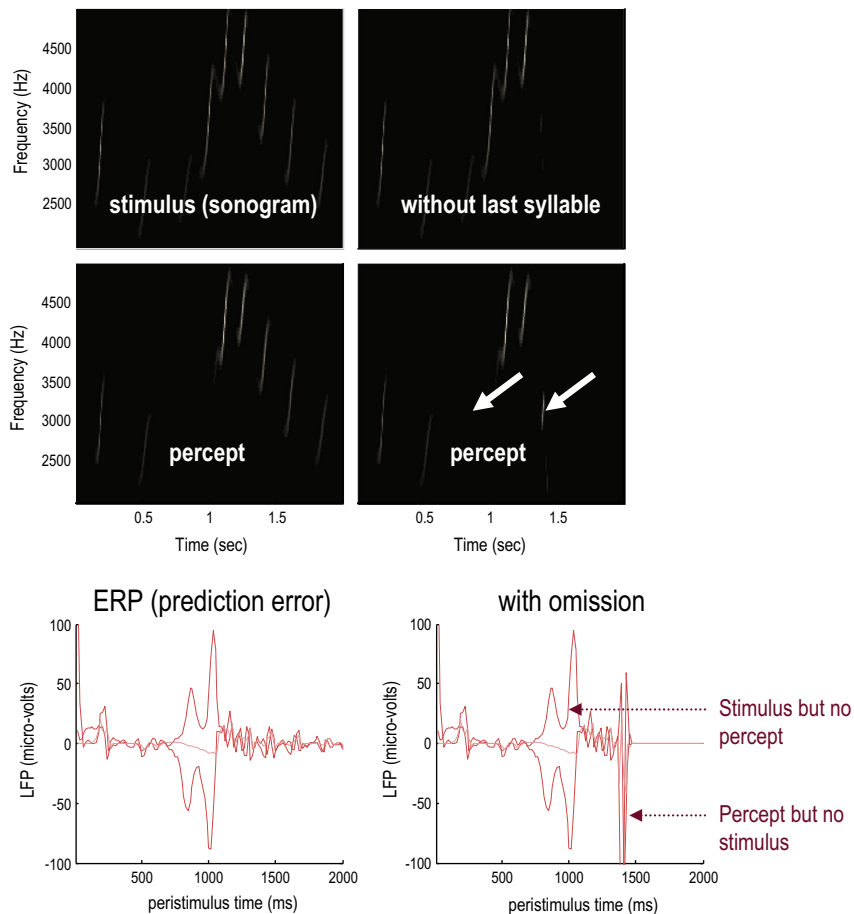 Frequency (Hz)
4500
4000
3500
3000
2500
stimulus (sonogram)
without last syllable
Frequency (Hz)
4500
4000
3500
3000
2500
percept
percept
0.5
1
1.5
Time (sec)
0.5
1
1.5
Time (sec)
ERP (prediction error)
LFP (micro-volts)
100
50
0
-50
-100
500
1000
1500
2000
peristimulus time (ms)
with omission
LFP (micro-volts)
100
50
0
-50
-100
500
1000
1500
2000
peristimulus time (ms)
Stimulus but no
percept
Percept but no
stimulus